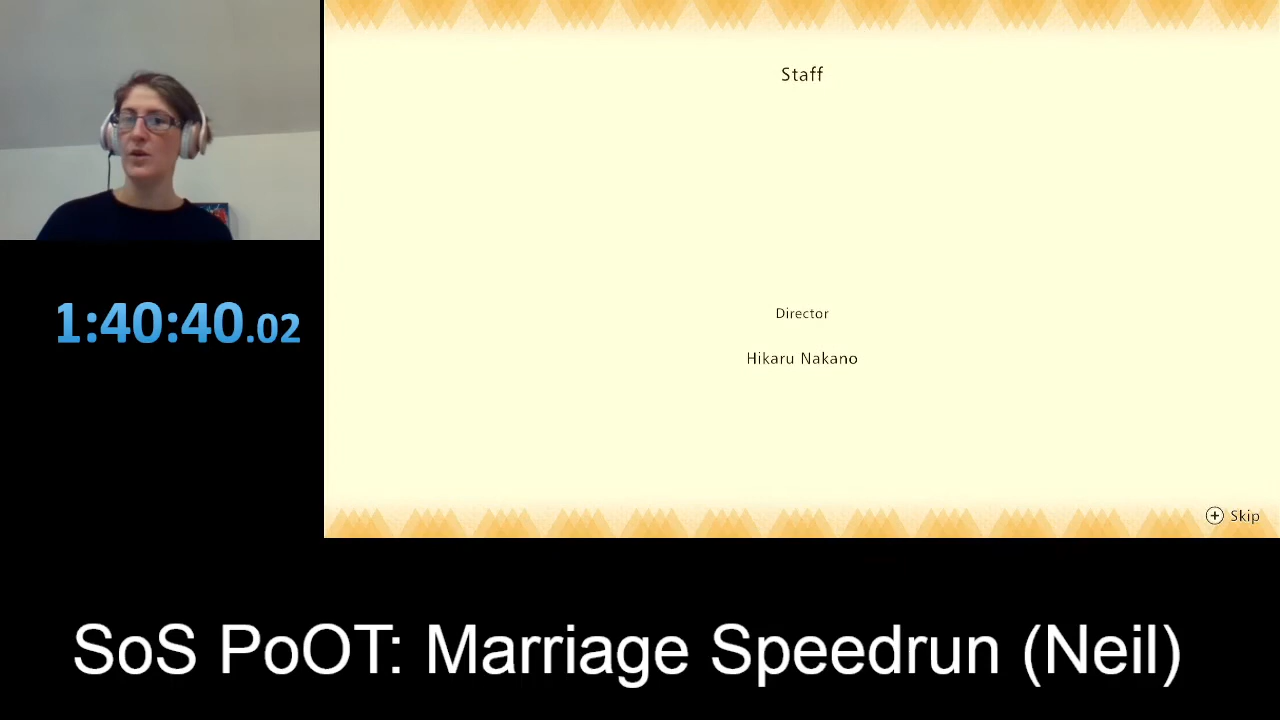 Staff
Director
Hikaru Nakano
+ Skip
1:40:40.02
SoS PoOT: Marriage Speedrun (Neil)